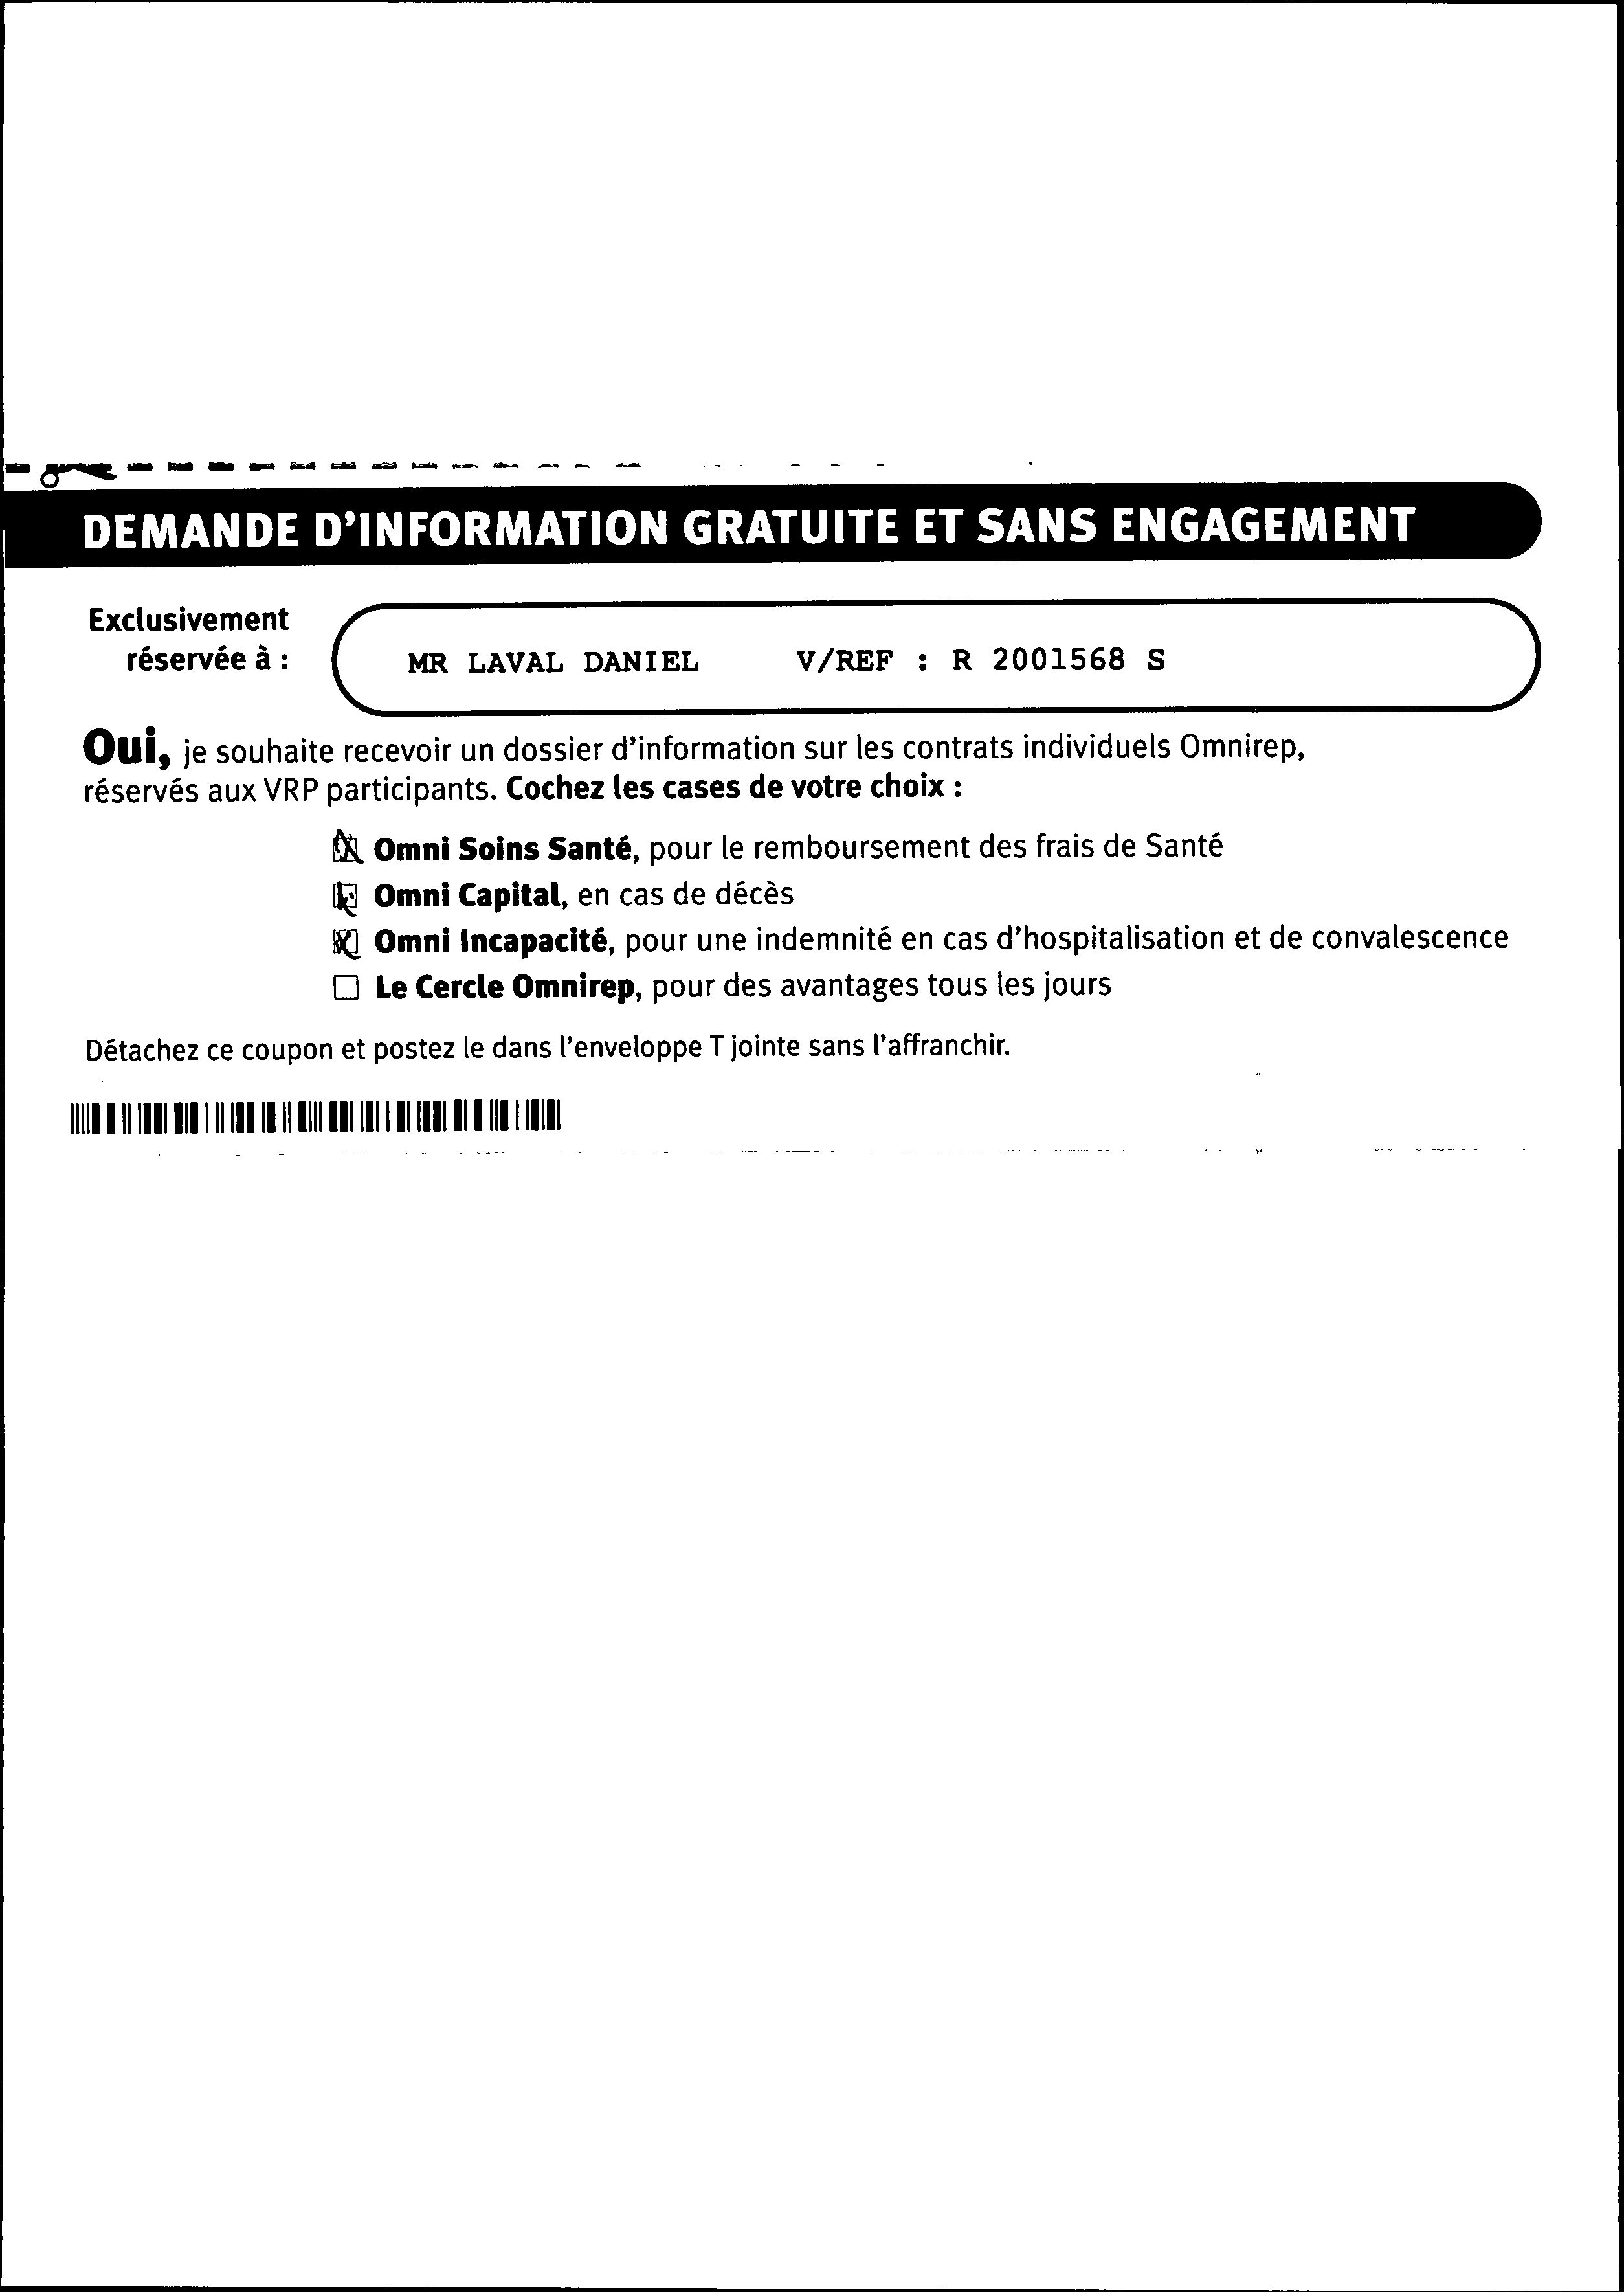 DEMANDE D'INFORMATION GRATUITE ET SANS ENGAGEMENT
Exclusivement
réservée à :
MR LAVAL DANIEL V/REF : R 2001568 S
Oui, je souhaite recevoir un dossier d'information sur les contrats individuels Omnirep,
réservés aux VRP participants. Cochez les cases de votre choix :
Omni Soins Santé, pour le remboursement des frais de Santé
Omni Capital, en cas de décès
Omni Incapacité, pour une indemnité en cas d'hospitalisation et de convalescence
Le Cercle Omnirep, pour des avantages tous les jours
Détachez ce coupon et postez le dans l'enveloppe T jointe sans l'affranchir.